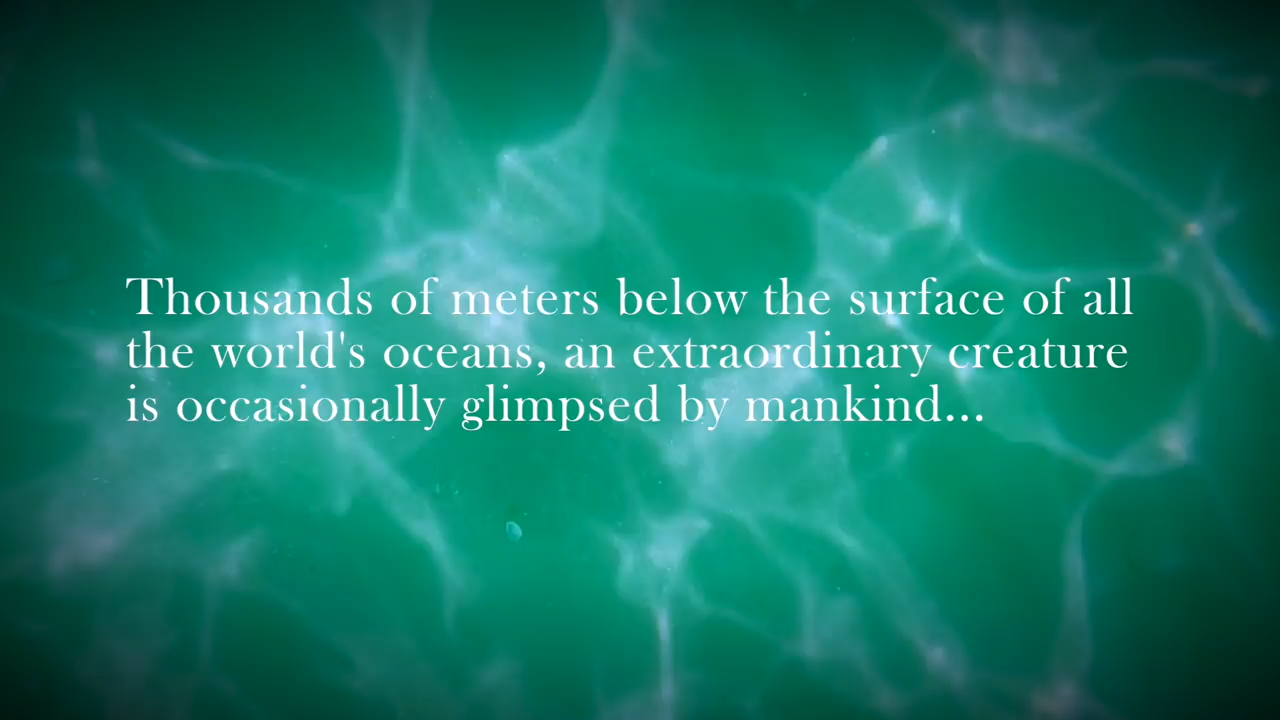 Thousands of meters below the surface of all
the world's oceans, an extraordinary creature
is occasionally glimpsed by mankind...